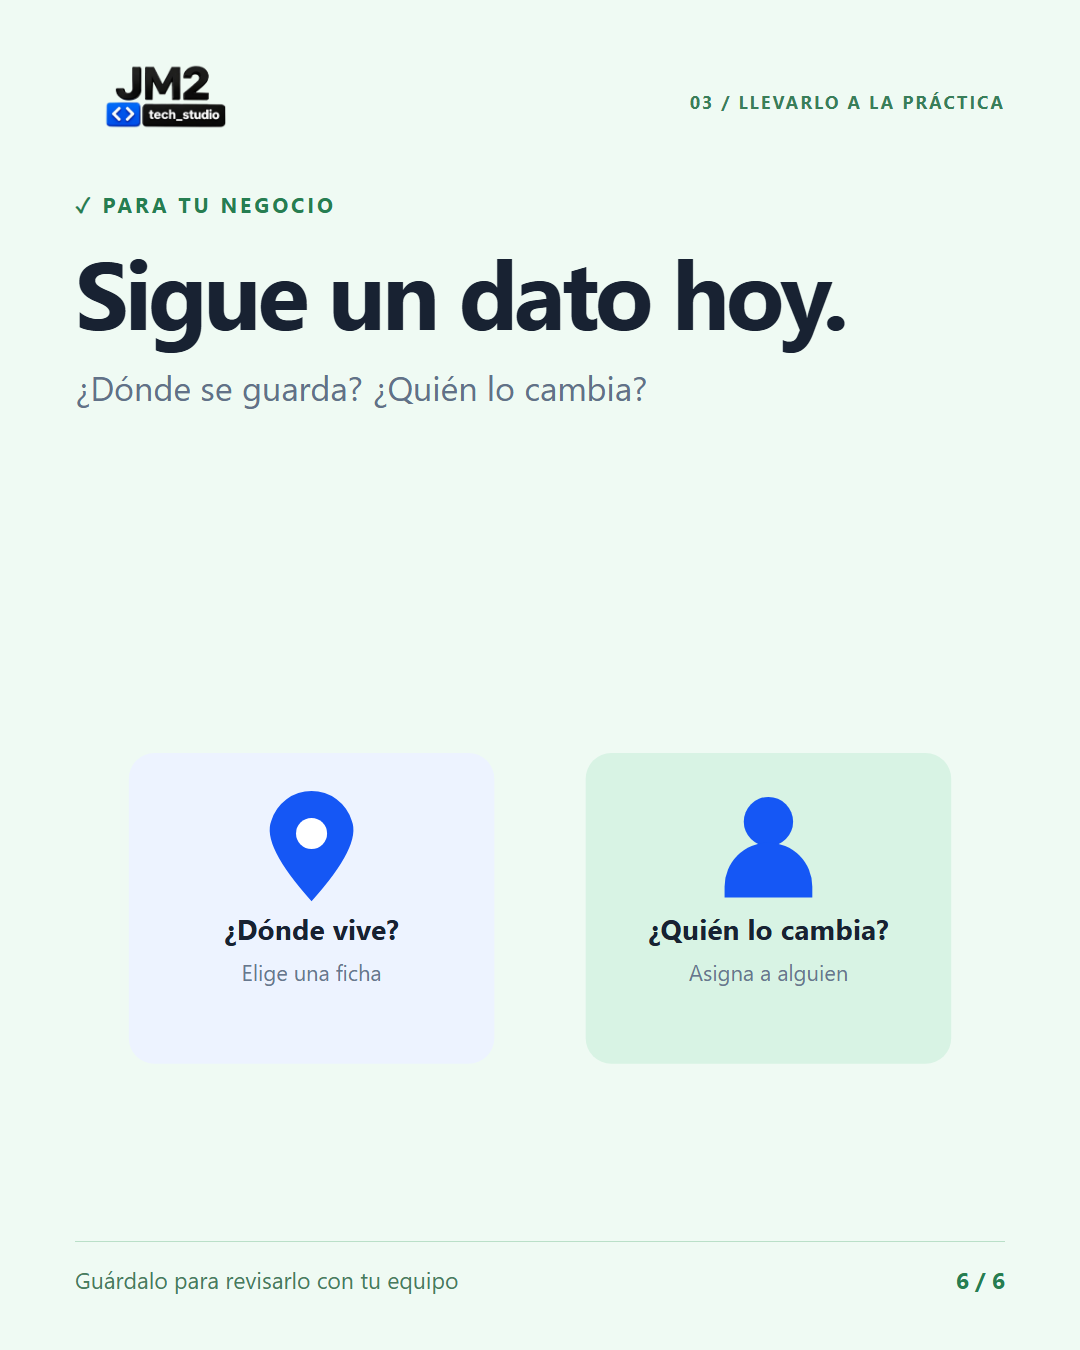 JM2
<> tech_studio
03 / LLEVARLO A LA PRÁCTICA
✓ PARA TU NEGOCIO
Sigue un dato hoy.
¿Dónde se guarda? ¿Quién lo cambia?
¿Dónde vive?
Elige una ficha
¿Quién lo cambia?
Asigna a alguien
Guárdalo para revisarlo con tu equipo
6 / 6